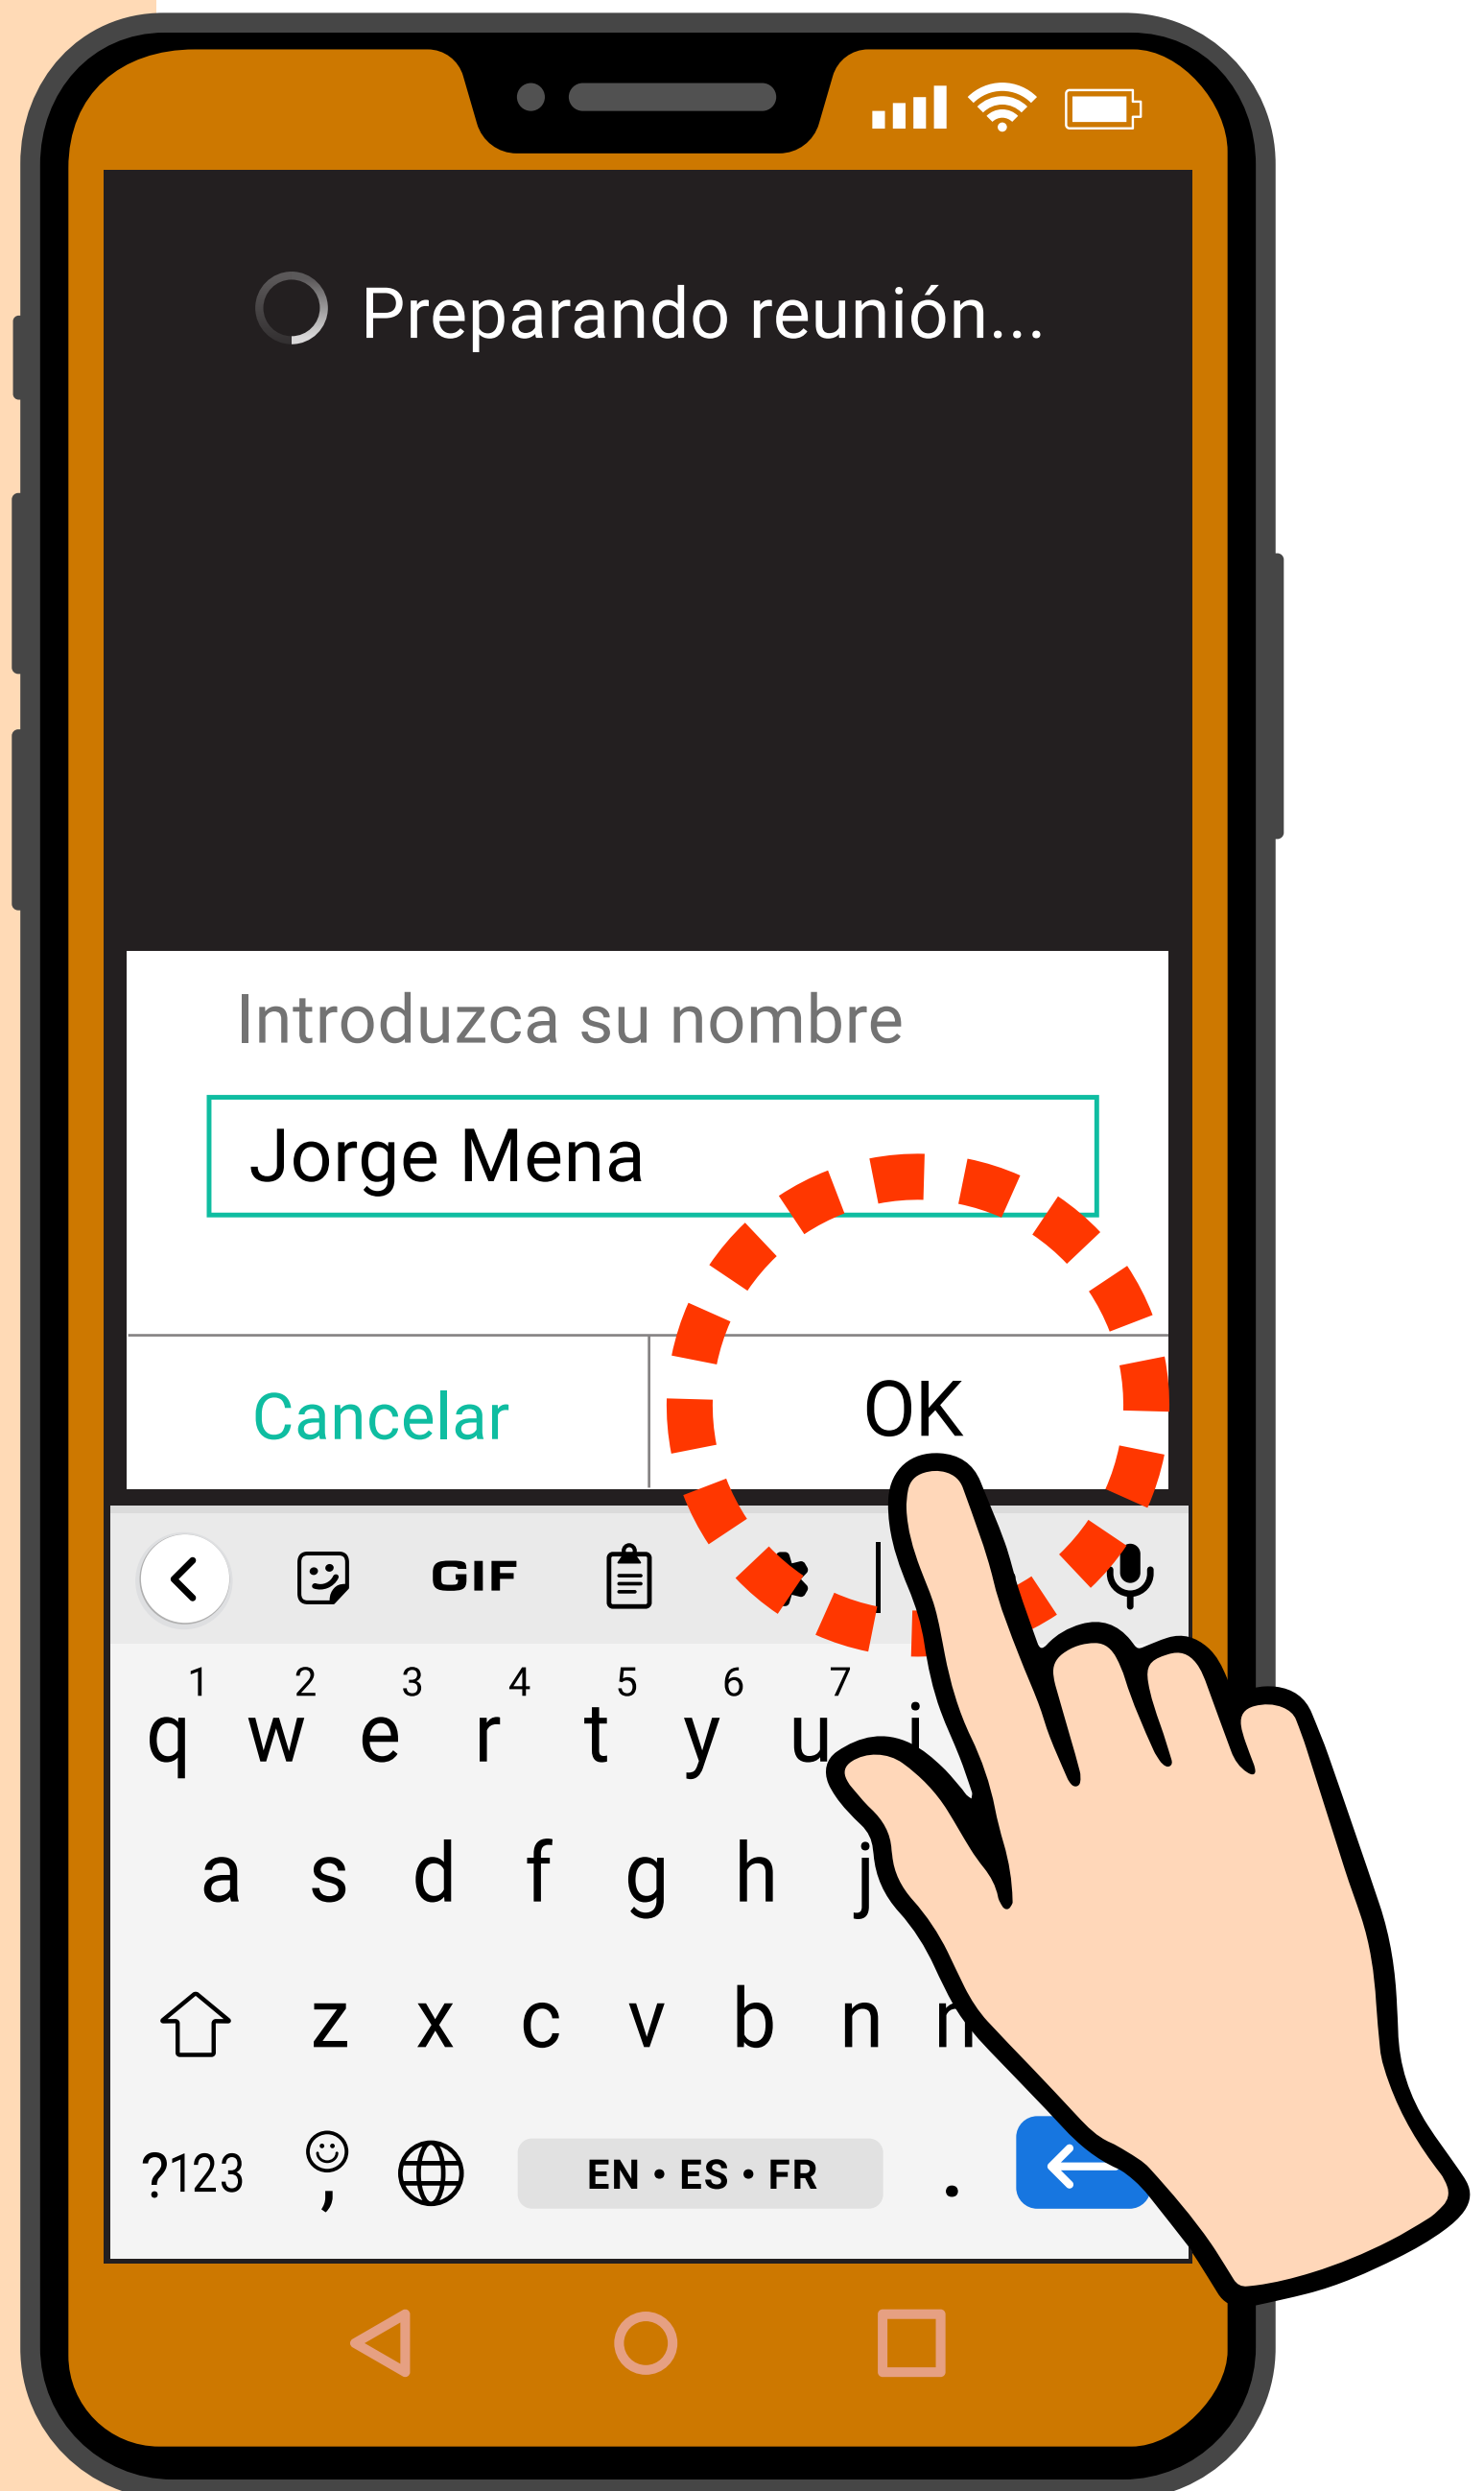 Preparando reunión...
Introduzca su nombre
Jorge Mena
Cancelar OK
GIF
1 2 3 4 5 6 7
q w e r t y u i
a s d f g h j
z x c v b n
?123 , EN • ES • FR .